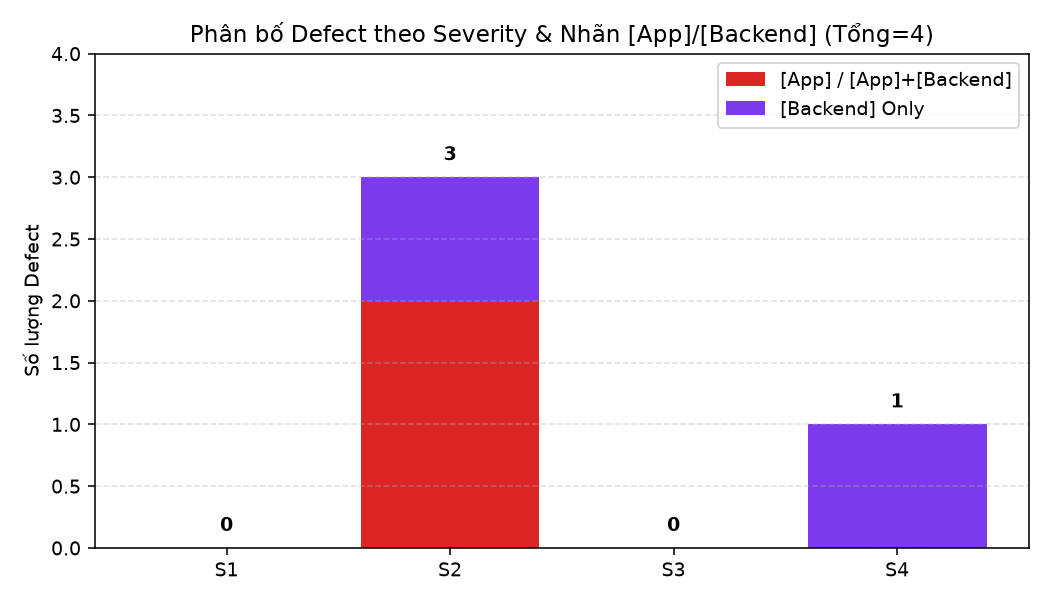 Phân bố Defect theo Severity & Nhãn [App]/[Backend] (Tổng=4)
[App] / [App]+[Backend]
[Backend] Only
Số lượng Defect
4.0
3.5
3.0
2.5
2.0
1.5
1.0
0.5
0.0
0
3
0
1
S1
S2
S3
S4